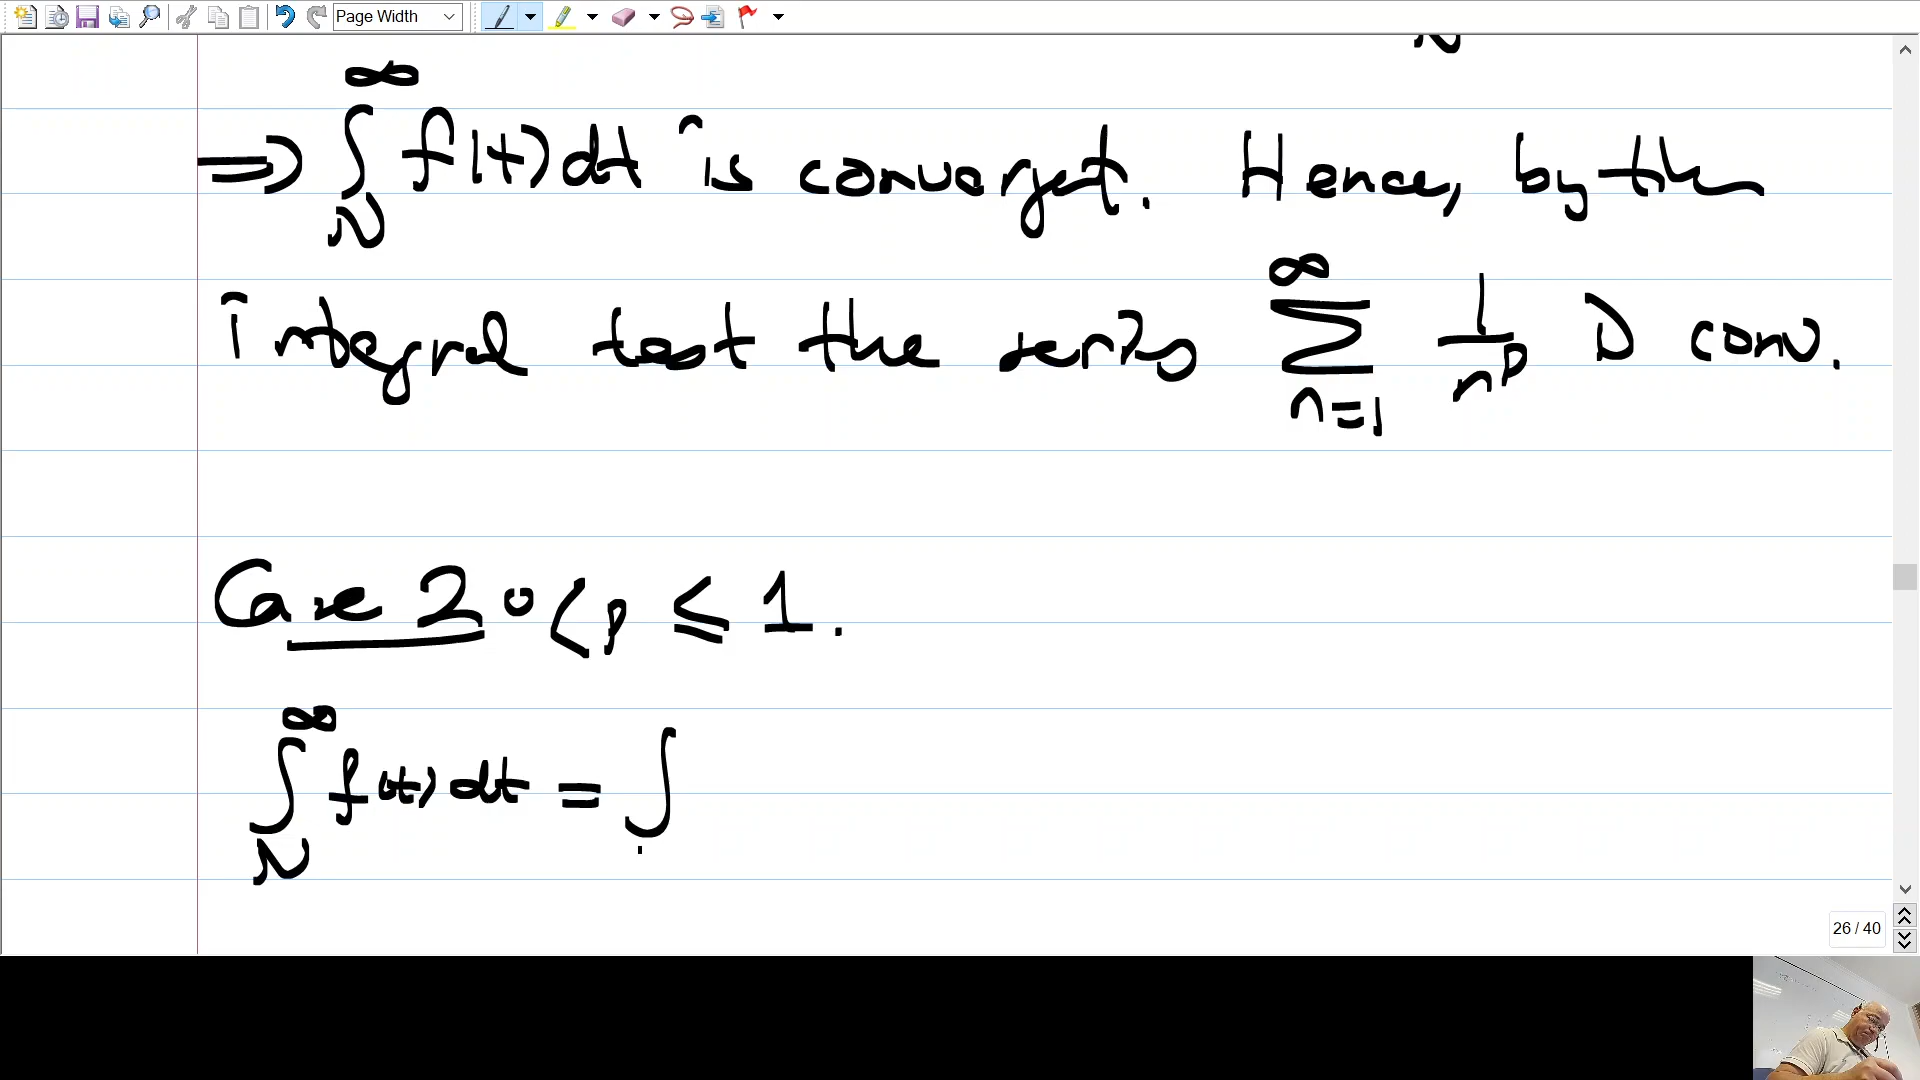 Page Width
N
⇒ ∫_N^∞ f(t)dt is convergent. Hence, by the
integral test the series ∑_{n=1}^∞ 1/n^p is conv.
Case 2 0 < p ≤ 1.
∫_N^∞ f(t) dt = ∫
26 / 40